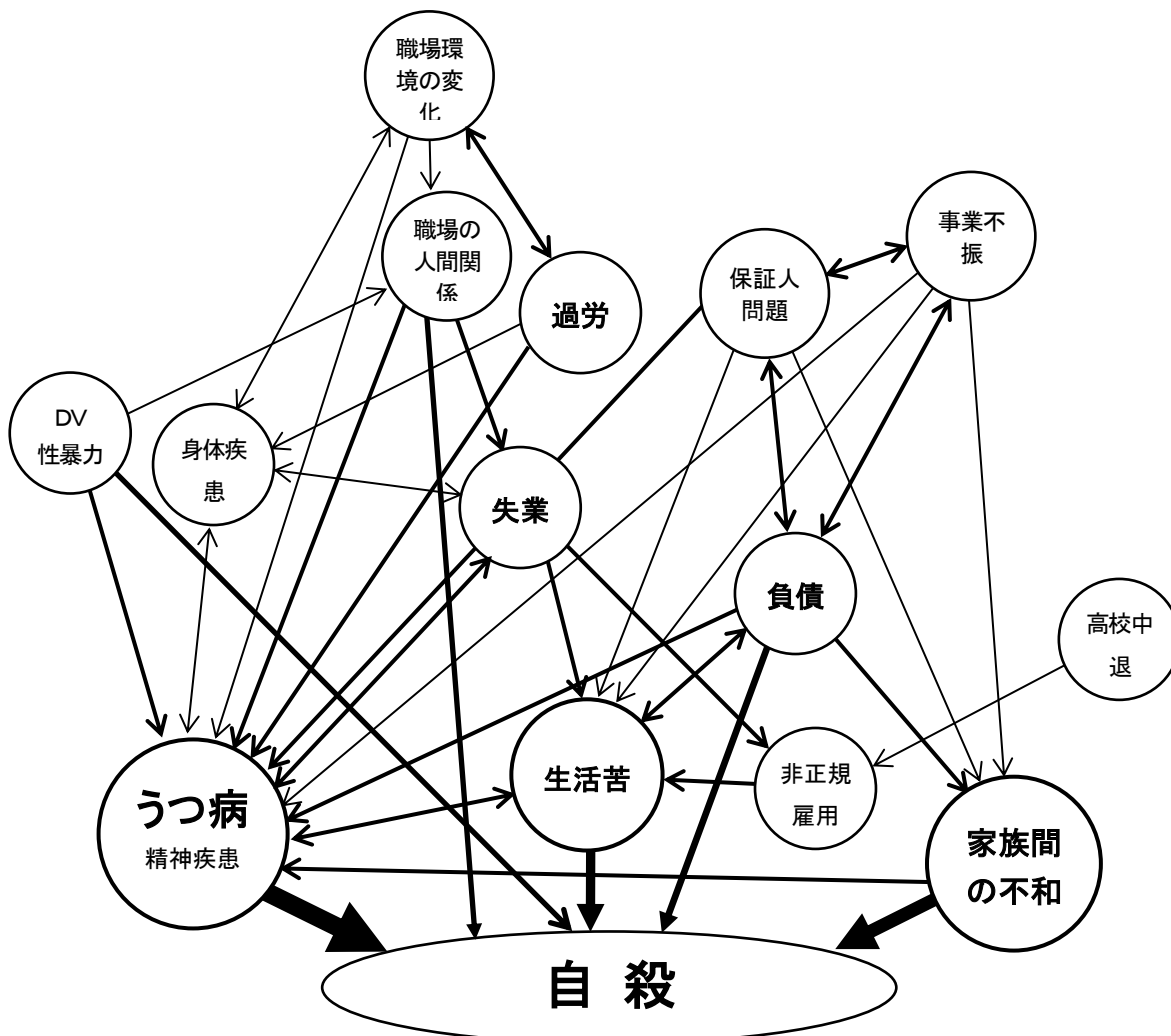 職場環
境の変
化
職場の
人間関
係
過労
保証人
問題
事業不
振
DV
性暴力
身体疾
患
失業
負債
高校中
退
うつ病
精神疾患
生活苦
非正規
雇用
家族間
の不和
自 殺